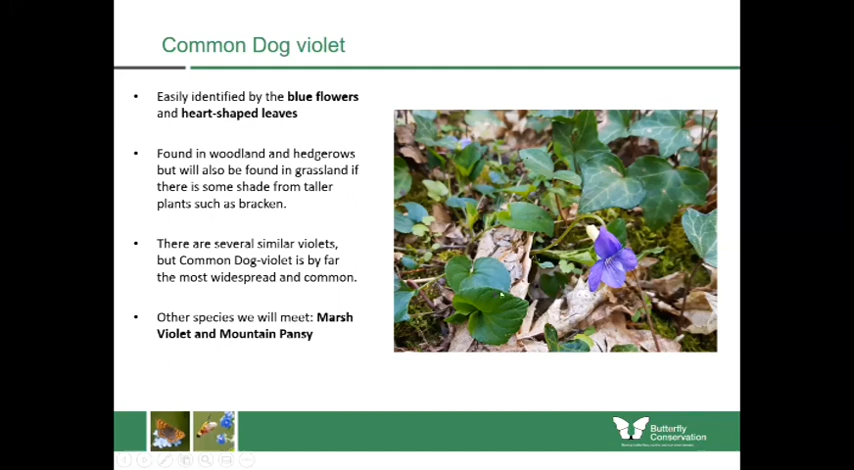 Common Dog violet
• Easily identified by the blue flowers
and heart-shaped leaves
• Found in woodland and hedgerows
but will also be found in grassland if
there is some shade from taller
plants such as bracken.
• There are several similar violets,
but Common Dog-violet is by far
the most widespread and common.
• Other species we will meet: Marsh
Violet and Mountain Pansy
Butterfly
Conservation